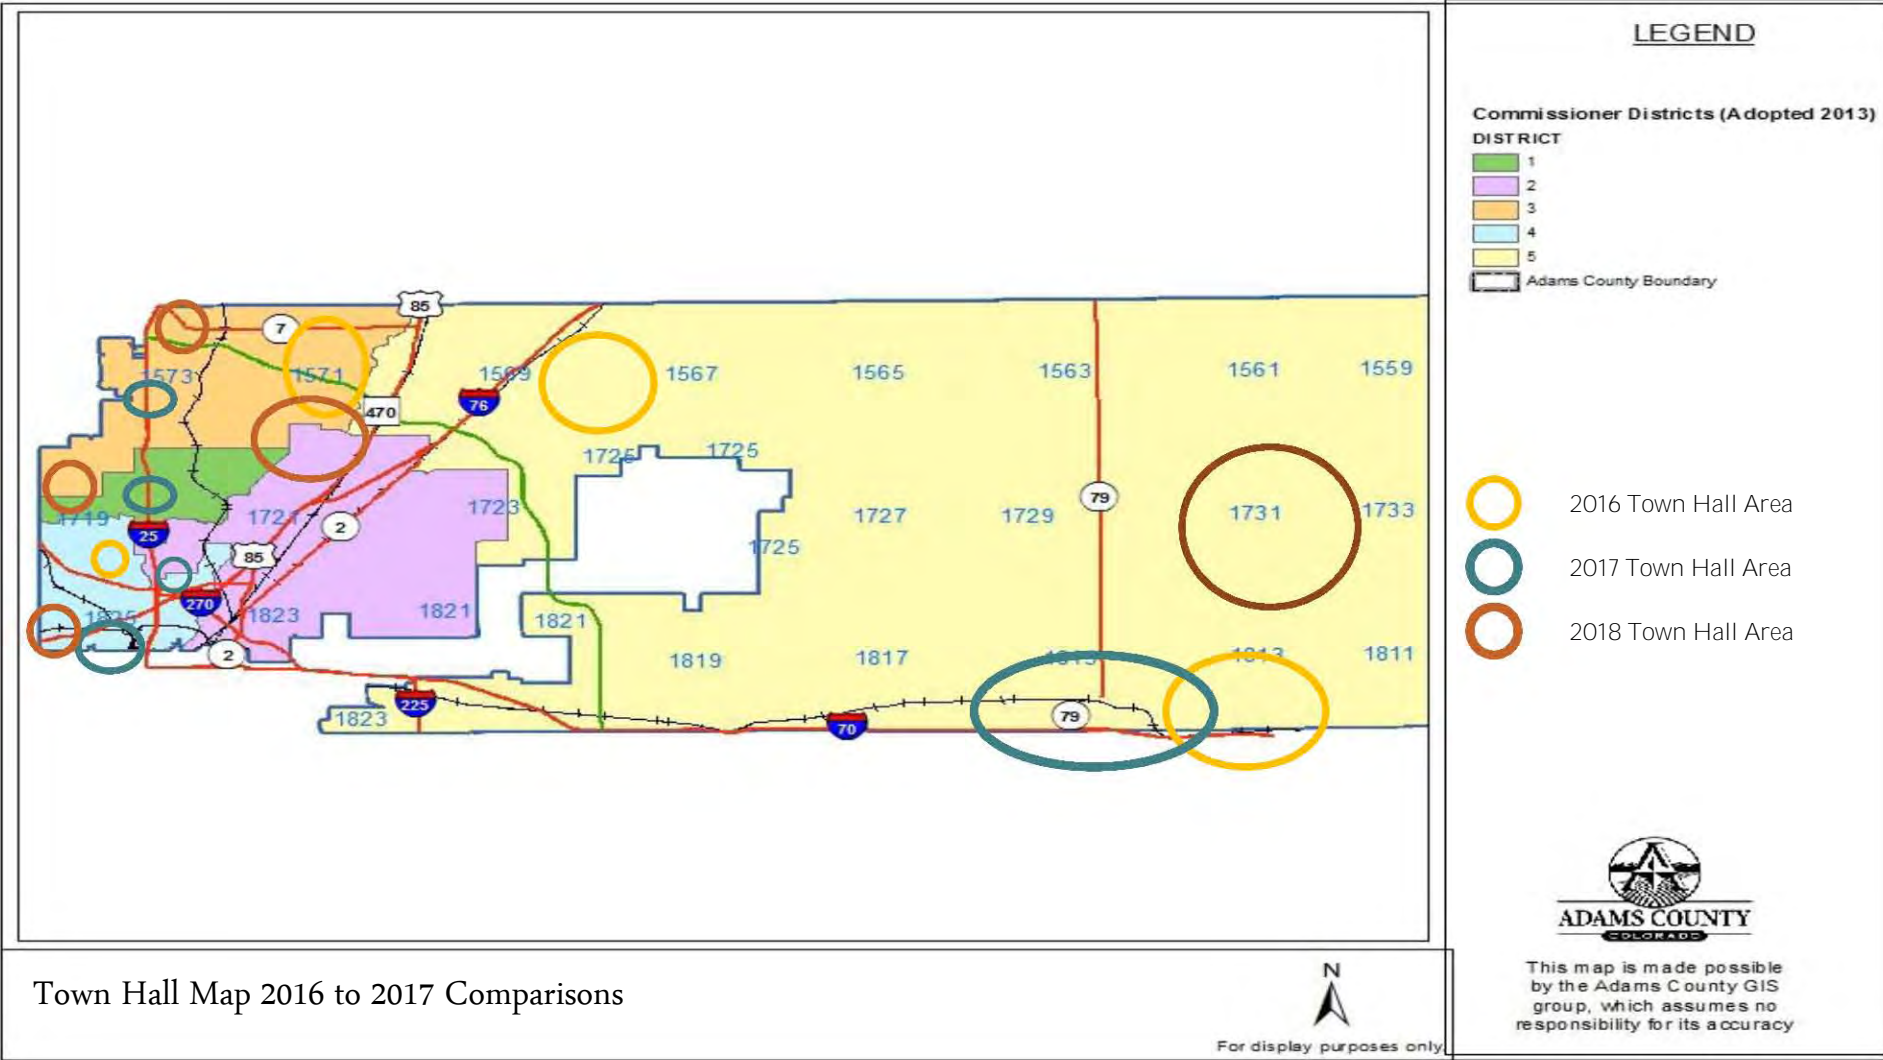 LEGEND
Commissioner Districts (Adopted 2013)
DISTRICT
1
2
3
4
5
Adams County Boundary
85
7
1573
1571
1569
1567
1565
1563
1561
1559
470
76
1725
1725
79
1719
1721
1723
1727
1729
1731
1733
25
2
85
1725
270
1823
1821
1821
2
1819
1817
1813
1811
225
1823
79
70
2016 Town Hall Area
2017 Town Hall Area
2018 Town Hall Area
ADAMS COUNTY
COLORADO
This map is made possible
by the Adams County GIS
group, which assumes no
responsibility for its accuracy
Town Hall Map 2016 to 2017 Comparisons
N
For display purposes only